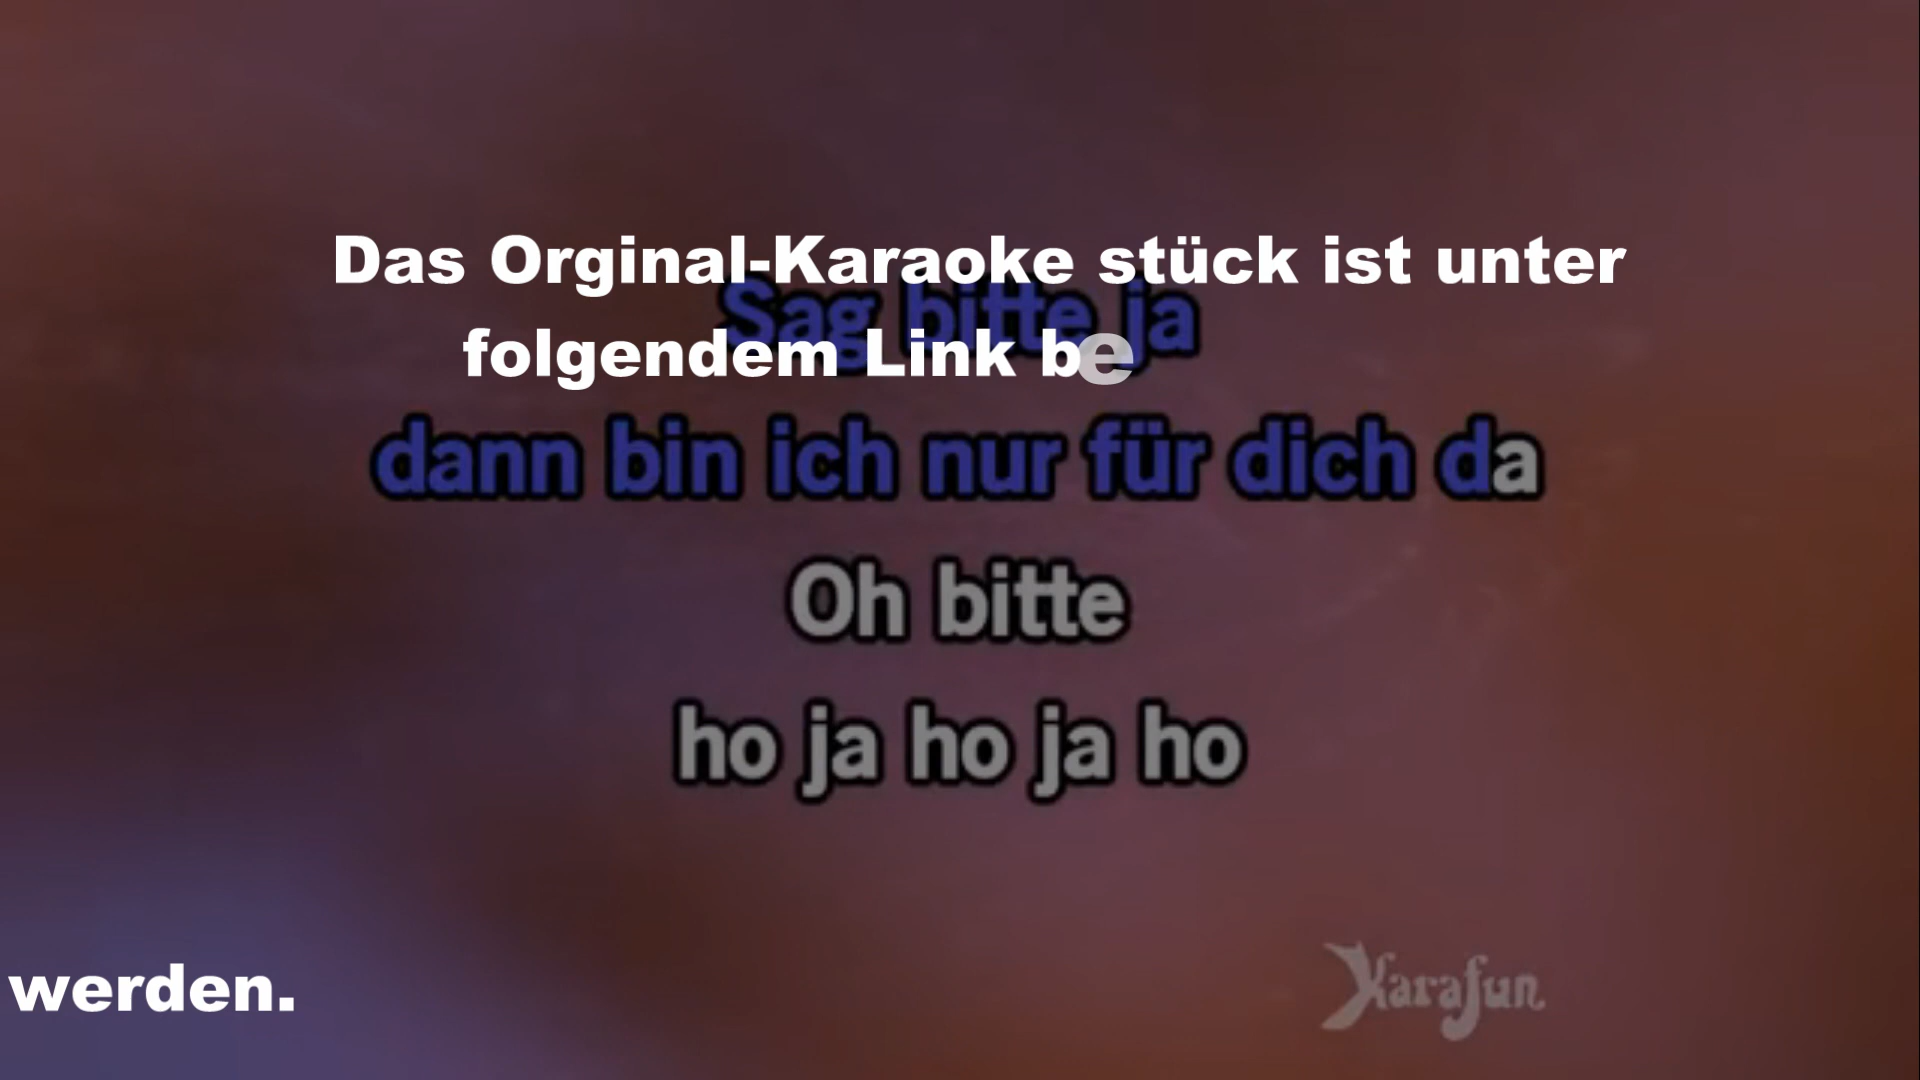 Das Orginal-Karaoke stück ist unter
Sag bitte ja
folgendem Link be
dann bin ich nur für dich da
Oh bitte
ho ja ho ja ho
werden.
Karafun